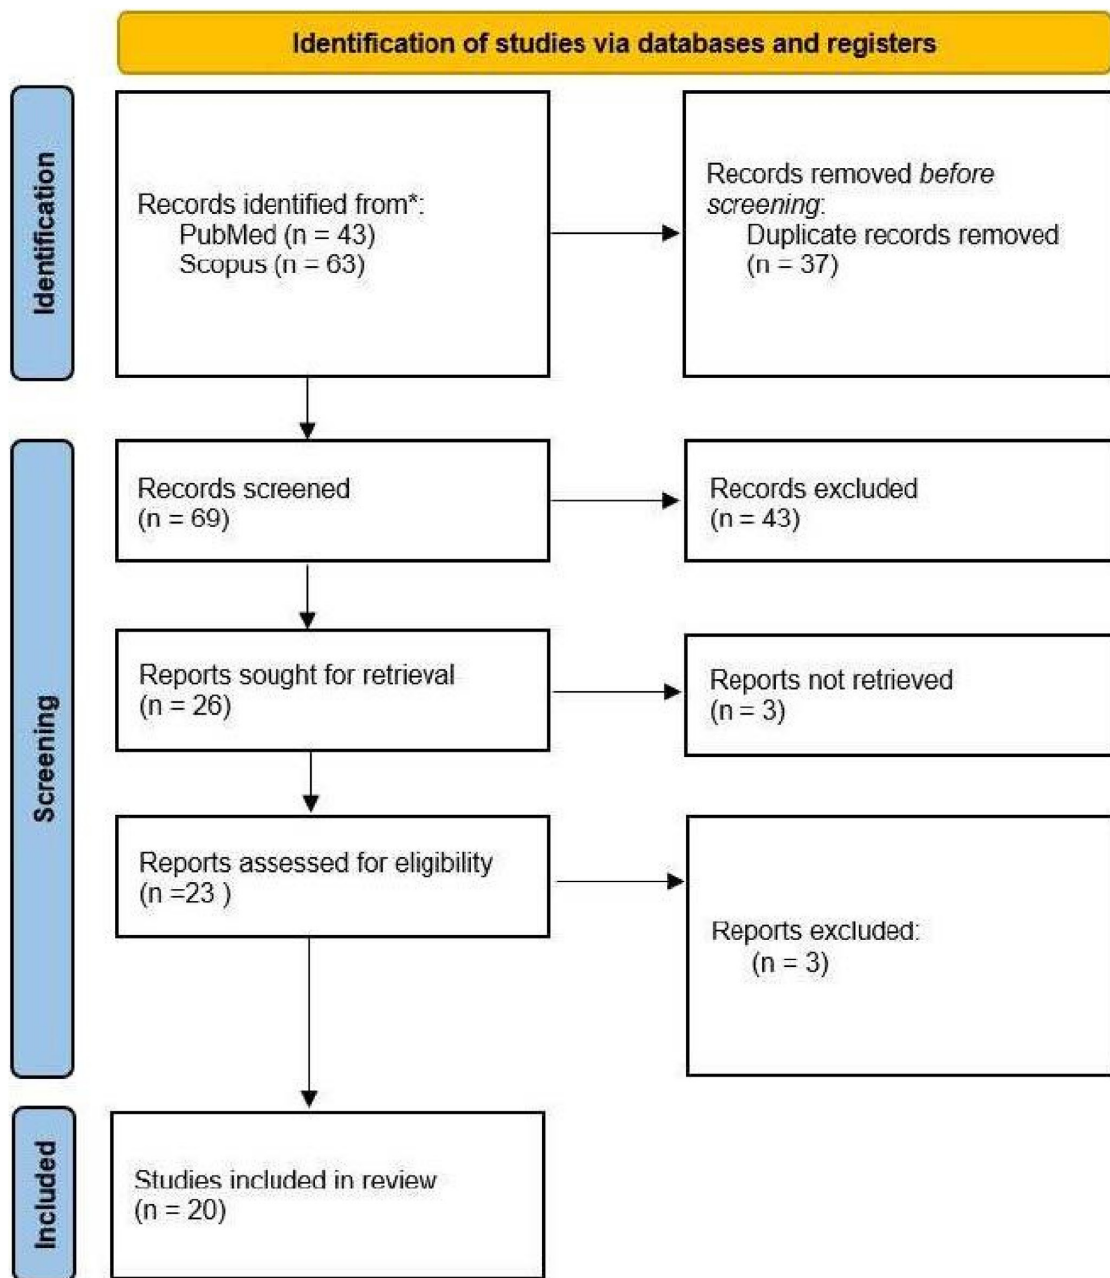 Identification of studies via databases and registers
Identification
Records identified from*:
PubMed (n = 43)
Scopus (n = 63)
Records removed before
screening:
Duplicate records removed
(n = 37)
Screening
Records screened
(n = 69)
Records excluded
(n = 43)
Reports sought for retrieval
(n = 26)
Reports not retrieved
(n = 3)
Reports assessed for eligibility
(n =23 )
Reports excluded:
(n = 3)
Included
Studies included in review
(n = 20)